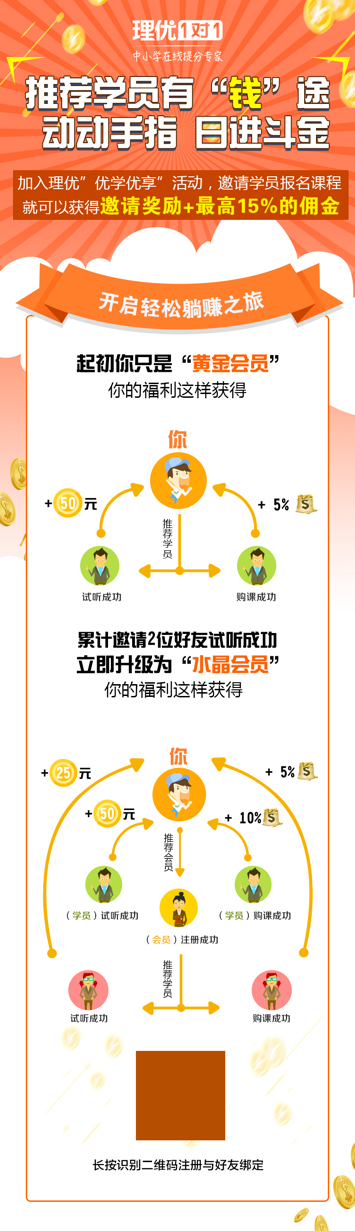 理优1对1
中小学在线提分专家
推荐学员有“钱”途
动动手指 日进斗金
加入理优”优学优享“活动，邀请学员报名课程
就可以获得邀请奖励+最高15%的佣金
开启轻松躺赚之旅
起初你只是“黄金会员”
你的福利这样获得
你
+50元
+ 5% $
推荐学员
试听成功
购课成功
累计邀请2位好友试听成功
立即升级为“水晶会员”
你的福利这样获得
你
+25元
+ 5% $
+50元
+ 10% $
推荐会员
（学员）试听成功
（学员）购课成功
（会员）注册成功
推荐学员
试听成功
购课成功
长按识别二维码注册与好友绑定